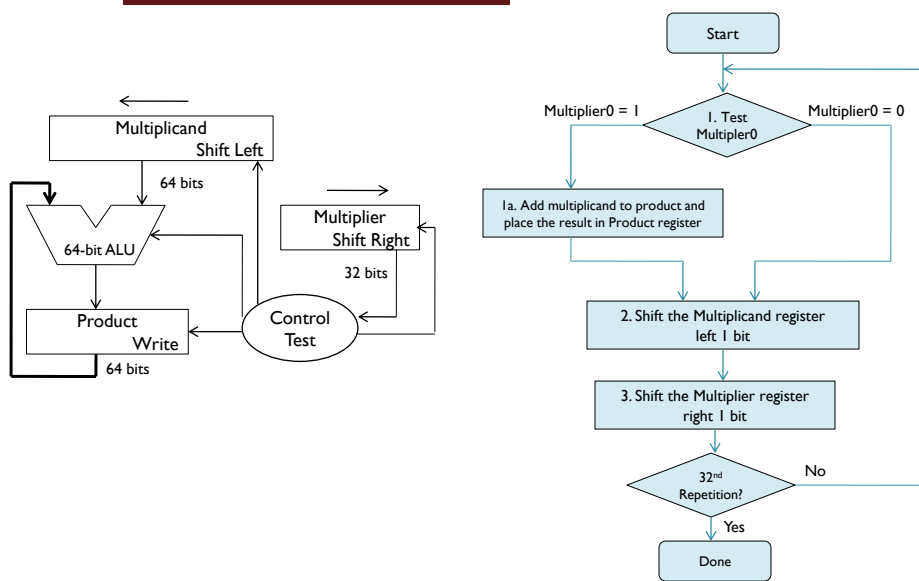 Multiplicand
Shift Left
64 bits
64-bit ALU
Product
Write
64 bits
Multiplier
Shift Right
32 bits
Control
Test
Start
Multiplier0 = 1
1. Test
Multipler0
Multiplier0 = 0
1a. Add multiplicand to product and
place the result in Product register
2. Shift the Multiplicand register
left 1 bit
3. Shift the Multiplier register
right 1 bit
32nd
Repetition?
No
Yes
Done